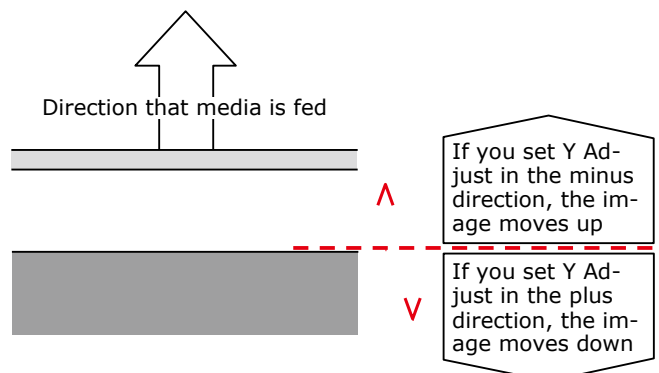 Direction that media is fed
If you set Y Ad-
just in the minus
direction, the im-
age moves up
If you set Y Ad-
just in the plus
direction, the im-
age moves down